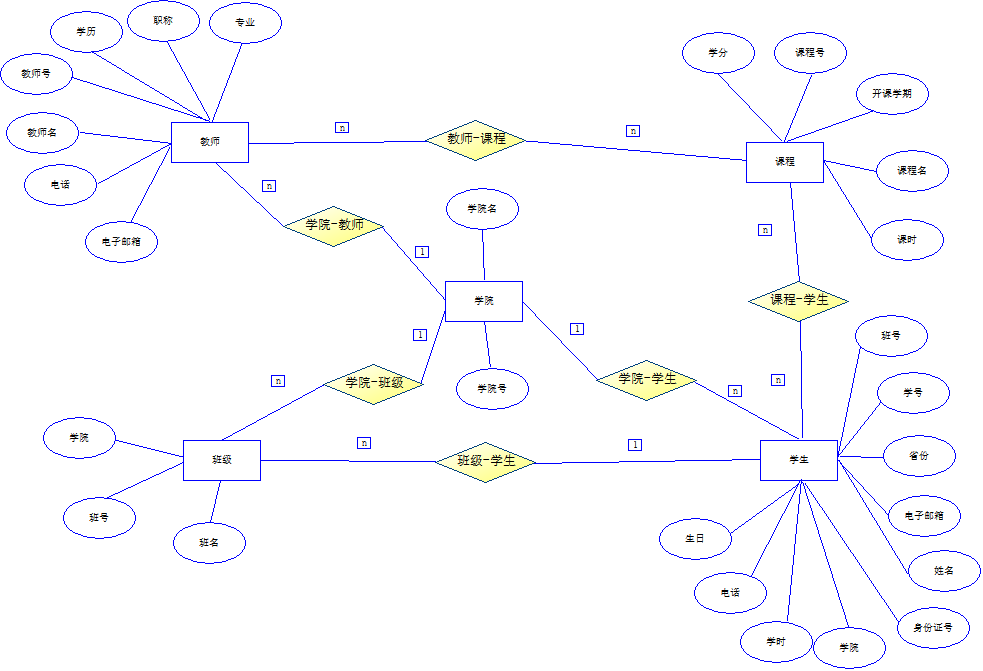 职称
专业
学历
学分
课程号
教师号
开课学期
n
n
教师名
教师
教师-课程
课程
课程名
电话
n
学院名
学院-教师
n
电子邮箱
课时
1
学院
课程-学生
1
1
班号
n
学院-班级
学院号
学院-学生
n
n
学号
学院
n
1
班级
班级-学生
学生
省份
班号
电子邮箱
班名
生日
姓名
电话
身份证号
学时
学院